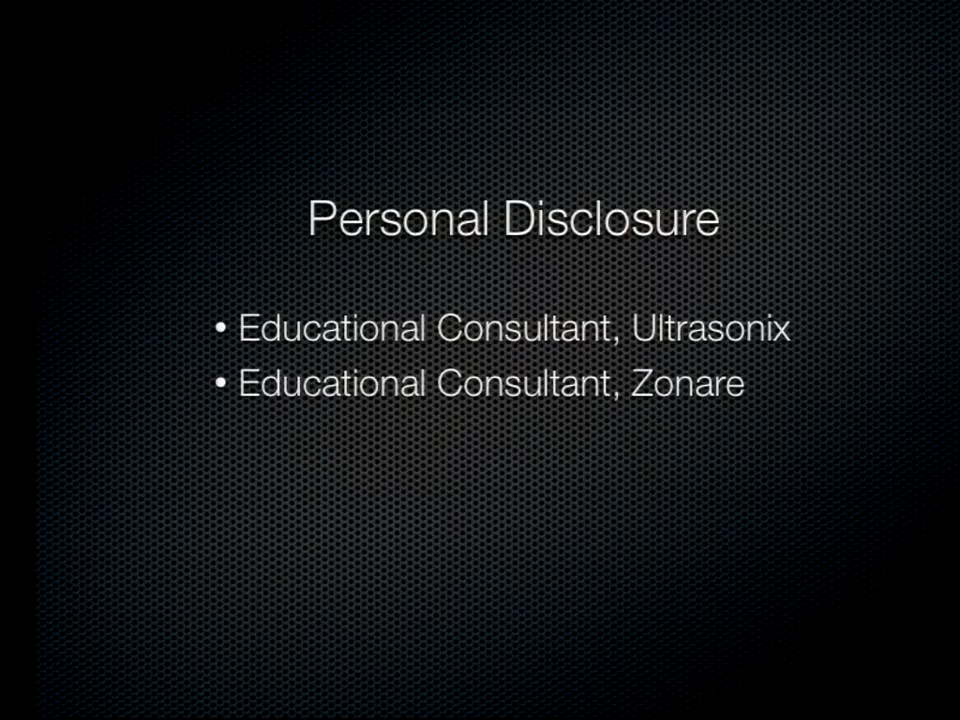 Personal Disclosure
• Educational Consultant, Ultrasonix
• Educational Consultant, Zonare